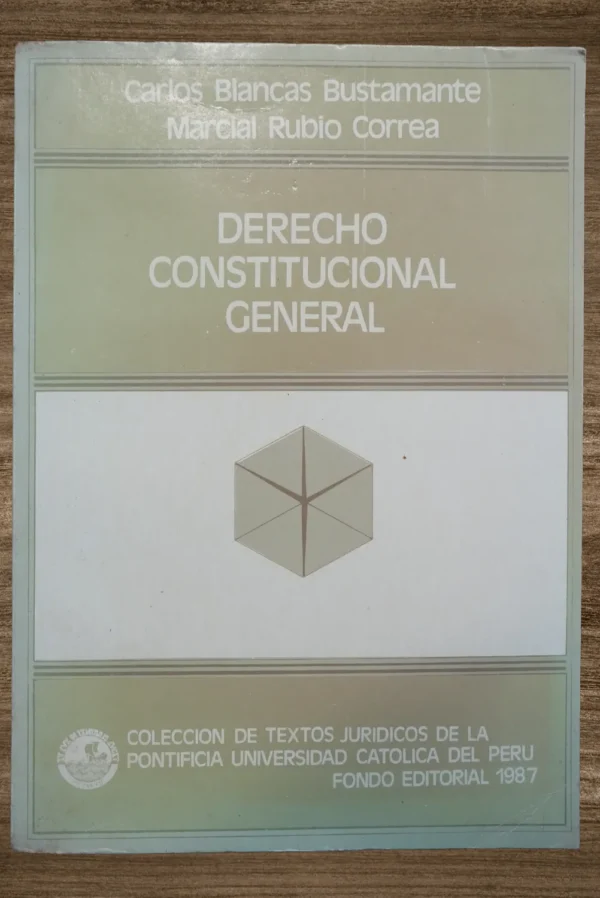 Carlos Blancas Bustamante
Marcial Rubio Correa
DERECHO
CONSTITUCIONAL
GENERAL
COLECCION DE TEXTOS JURIDICOS DE LA
PONTIFICIA UNIVERSIDAD CATOLICA DEL PERU
FONDO EDITORIAL 1987